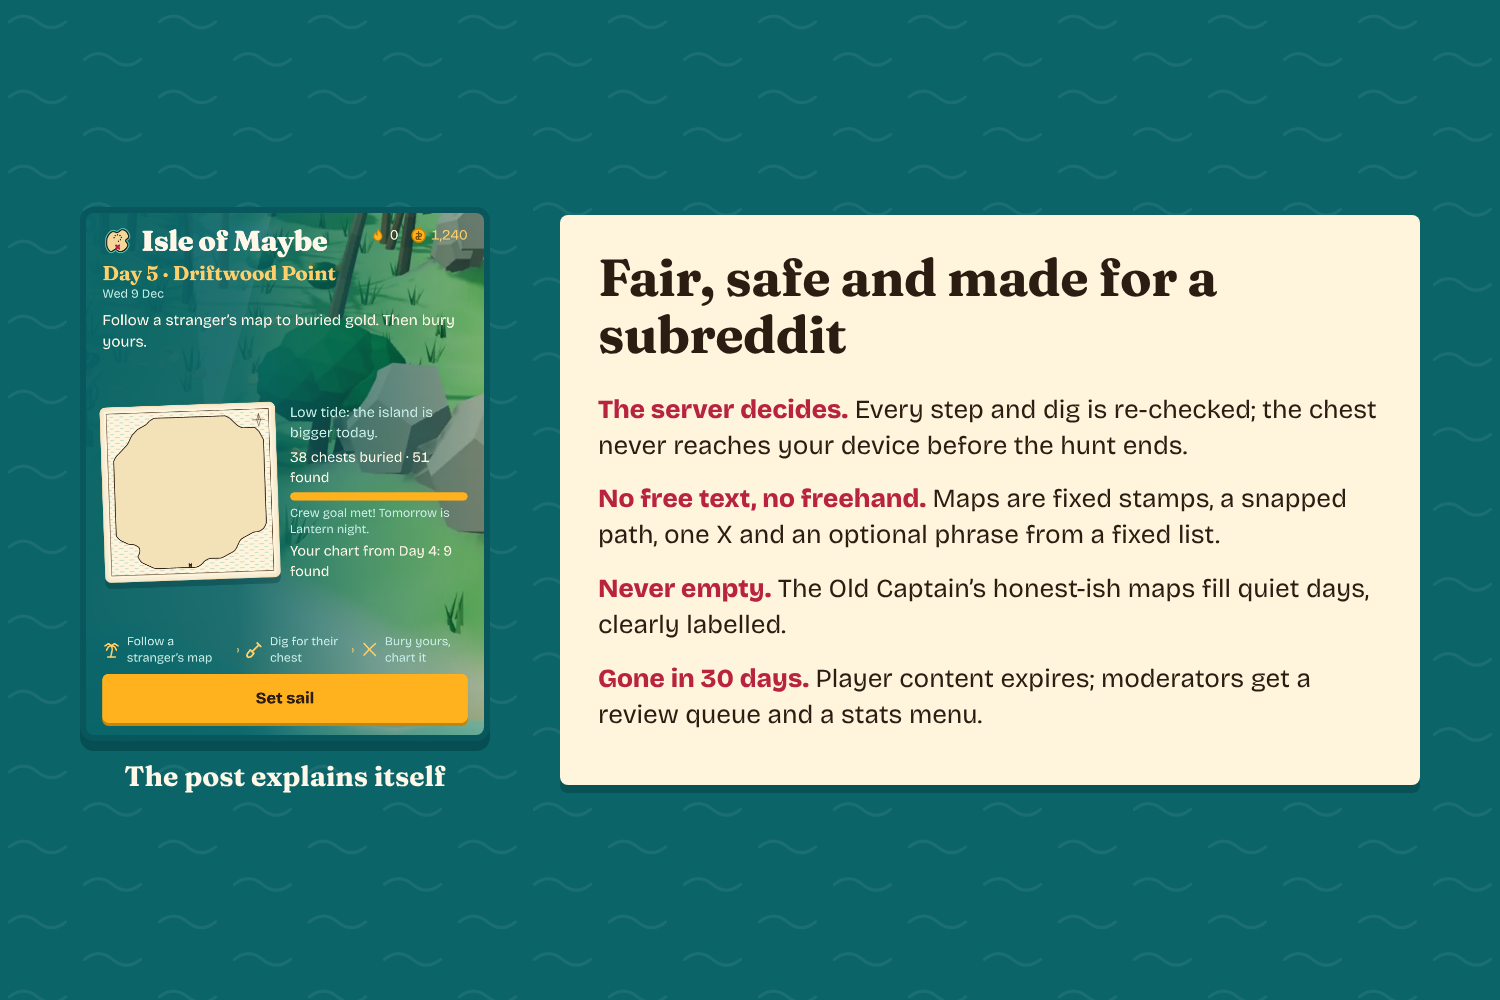 Isle of Maybe
0
1,240
Day 5 · Driftwood Point
Wed 9 Dec
Follow a stranger’s map to buried gold. Then bury
yours.
Low tide: the island is
bigger today.
38 chests buried · 51
found
Crew goal met! Tomorrow is
Lantern night.
Your chart from Day 4: 9
found
Follow a
stranger’s map
Dig for their
chest
Bury yours,
chart it
Set sail
The post explains itself
Fair, safe and made for a
subreddit
The server decides. Every step and dig is re-checked; the chest
never reaches your device before the hunt ends.
No free text, no freehand. Maps are fixed stamps, a snapped
path, one X and an optional phrase from a fixed list.
Never empty. The Old Captain’s honest-ish maps fill quiet days,
clearly labelled.
Gone in 30 days. Player content expires; moderators get a
review queue and a stats menu.